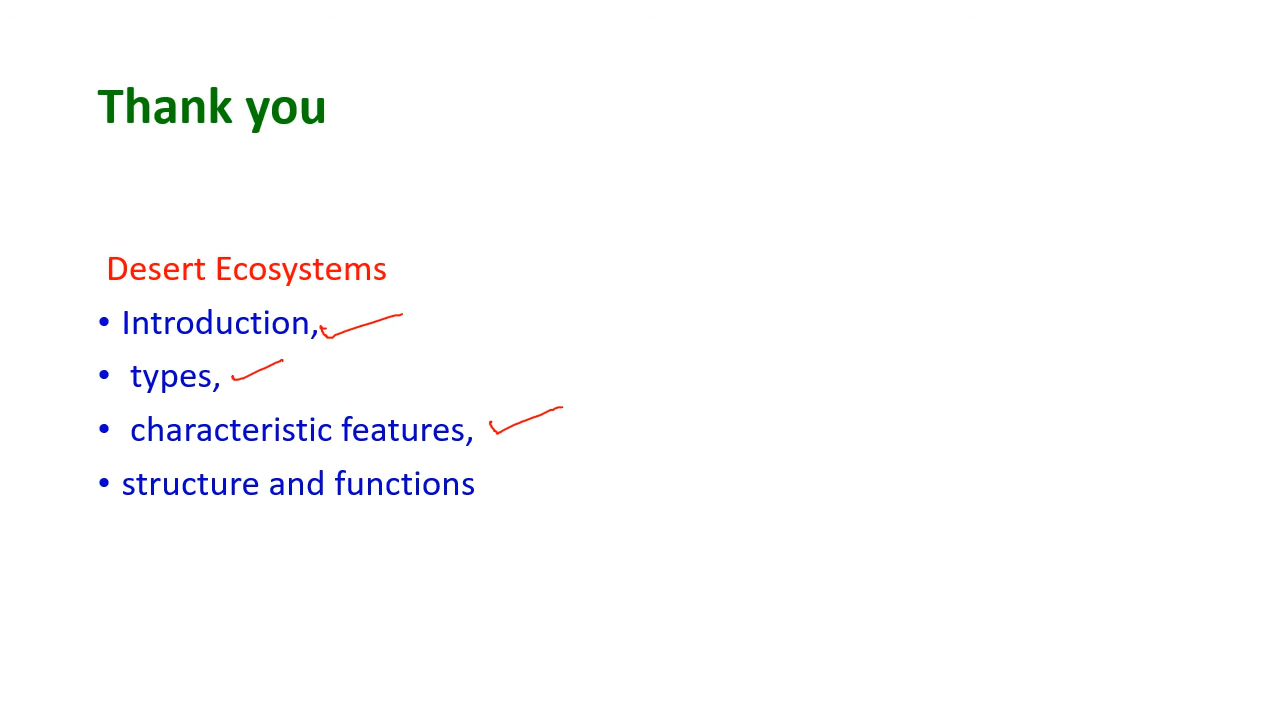 Thank you
Desert Ecosystems
• Introduction,
• types,
• characteristic features,
• structure and functions